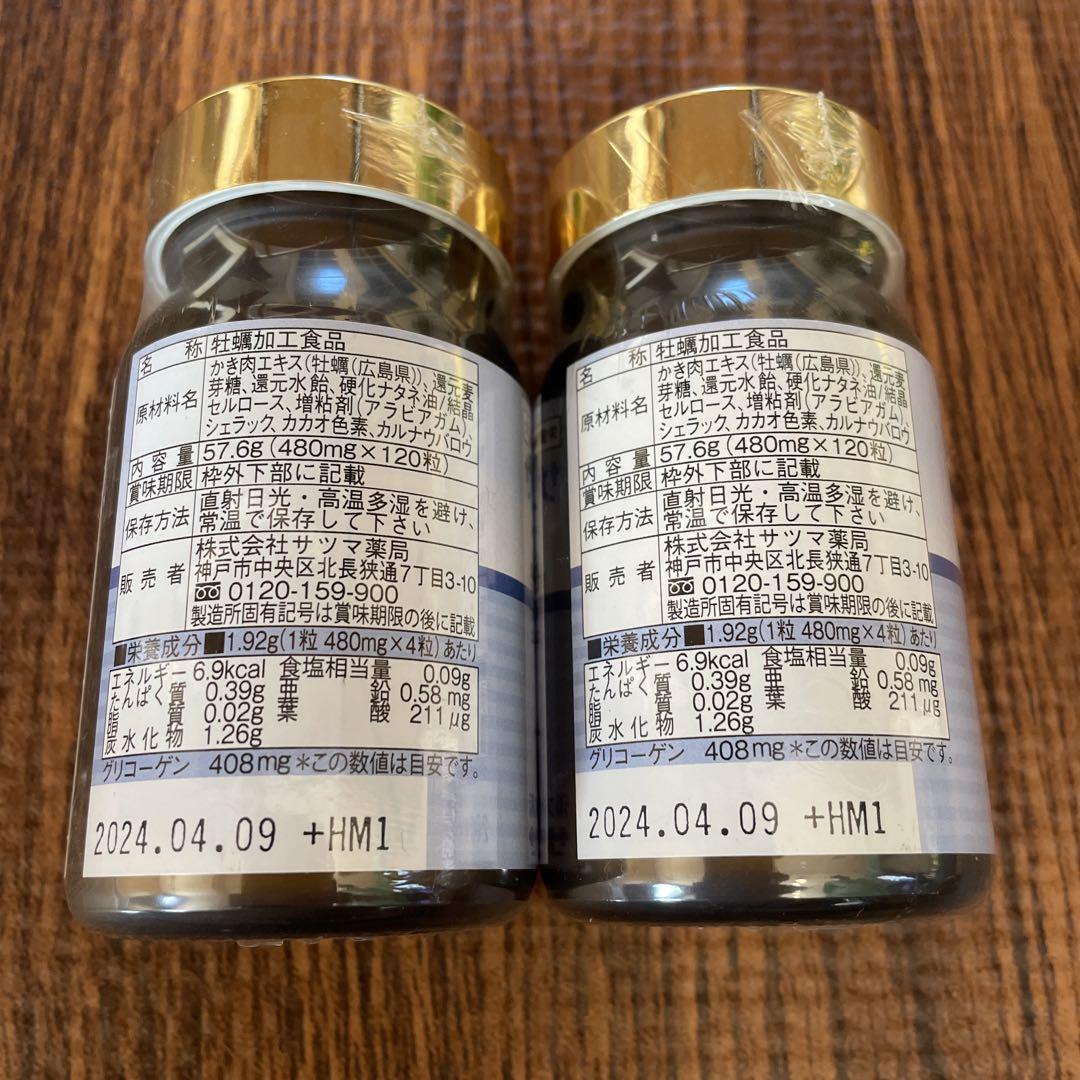 名称 牡蠣加工食品
原材料名 かき肉エキス(牡蠣(広島県))、還元麦
芽糖、還元水飴、硬化ナタネ油/結晶
セルロース、増粘剤(アラビアガム)、
シェラック、カカオ色素、カルナウバロウ
内容量 57.6g(480mg×120粒)
賞味期限 枠外下部に記載
保存方法 直射日光・高温多湿を避け、
常温で保存して下さい
販売者 株式会社サツマ薬局
神戸市中央区北長狭通7丁目3-10
0120-159-900
製造所固有記号は賞味期限の後に記載
■栄養成分■1.92g(1粒 480mg×4粒)あたり
エネルギー 6.9kcal 食塩相当量 0.09g
たんぱく質 0.39g 亜鉛 0.58mg
脂質 0.02g 葉酸 211μg
炭水化物 1.26g
グリコーゲン 408mg *この数値は目安です。
2024.04.09 +HM1
名称 牡蠣加工食品
原材料名 かき肉エキス(牡蠣(広島県))、還元麦
芽糖、還元水飴、硬化ナタネ油/結晶
セルロース、増粘剤(アラビアガム)、
シェラック、カカオ色素、カルナウバロウ
内容量 57.6g(480mg×120粒)
賞味期限 枠外下部に記載
保存方法 直射日光・高温多湿を避け、
常温で保存して下さい
販売者 株式会社サツマ薬局
神戸市中央区北長狭通7丁目3-10
0120-159-900
製造所固有記号は賞味期限の後に記載
■栄養成分■1.92g(1粒 480mg×4粒)あたり
エネルギー 6.9kcal 食塩相当量 0.09g
たんぱく質 0.39g 亜鉛 0.58mg
脂質 0.02g 葉酸 211μg
炭水化物 1.26g
グリコーゲン 408mg *この数値は目安です。
2024.04.09 +HM1